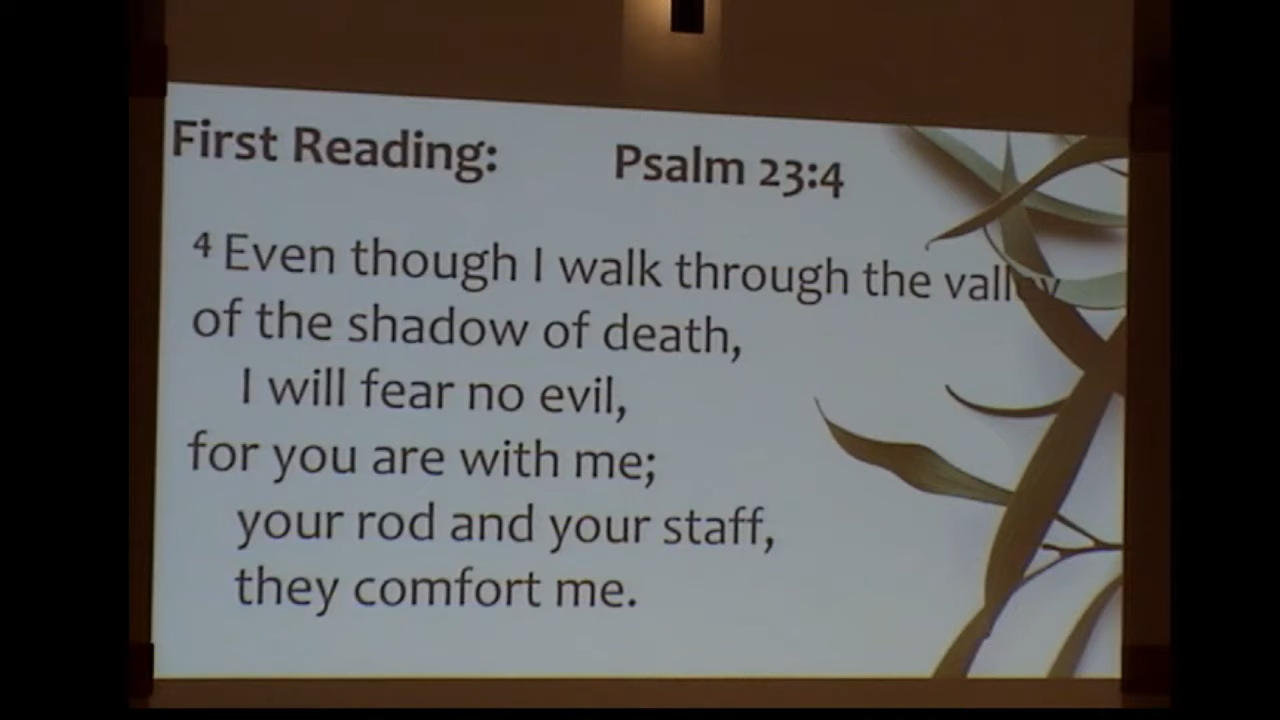 First Reading: Psalm 23:4
4 Even though I walk through the valley
of the shadow of death,
I will fear no evil,
for you are with me;
your rod and your staff,
they comfort me.